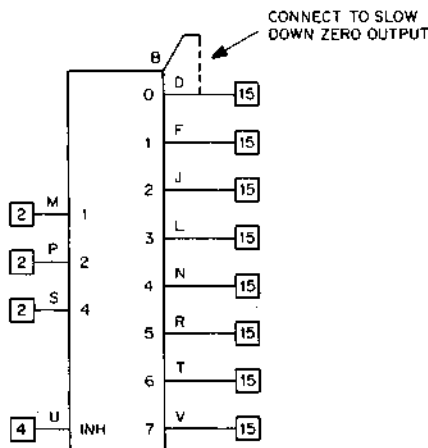 CONNECT TO SLOW
DOWN ZERO OUTPUT
B
0 D 15
1 F 15
2 J 15
2 M 1
3 L 15
2 P 2
4 N 15
2 S 4
5 R 15
6 T 15
4 U INH 7 V 15